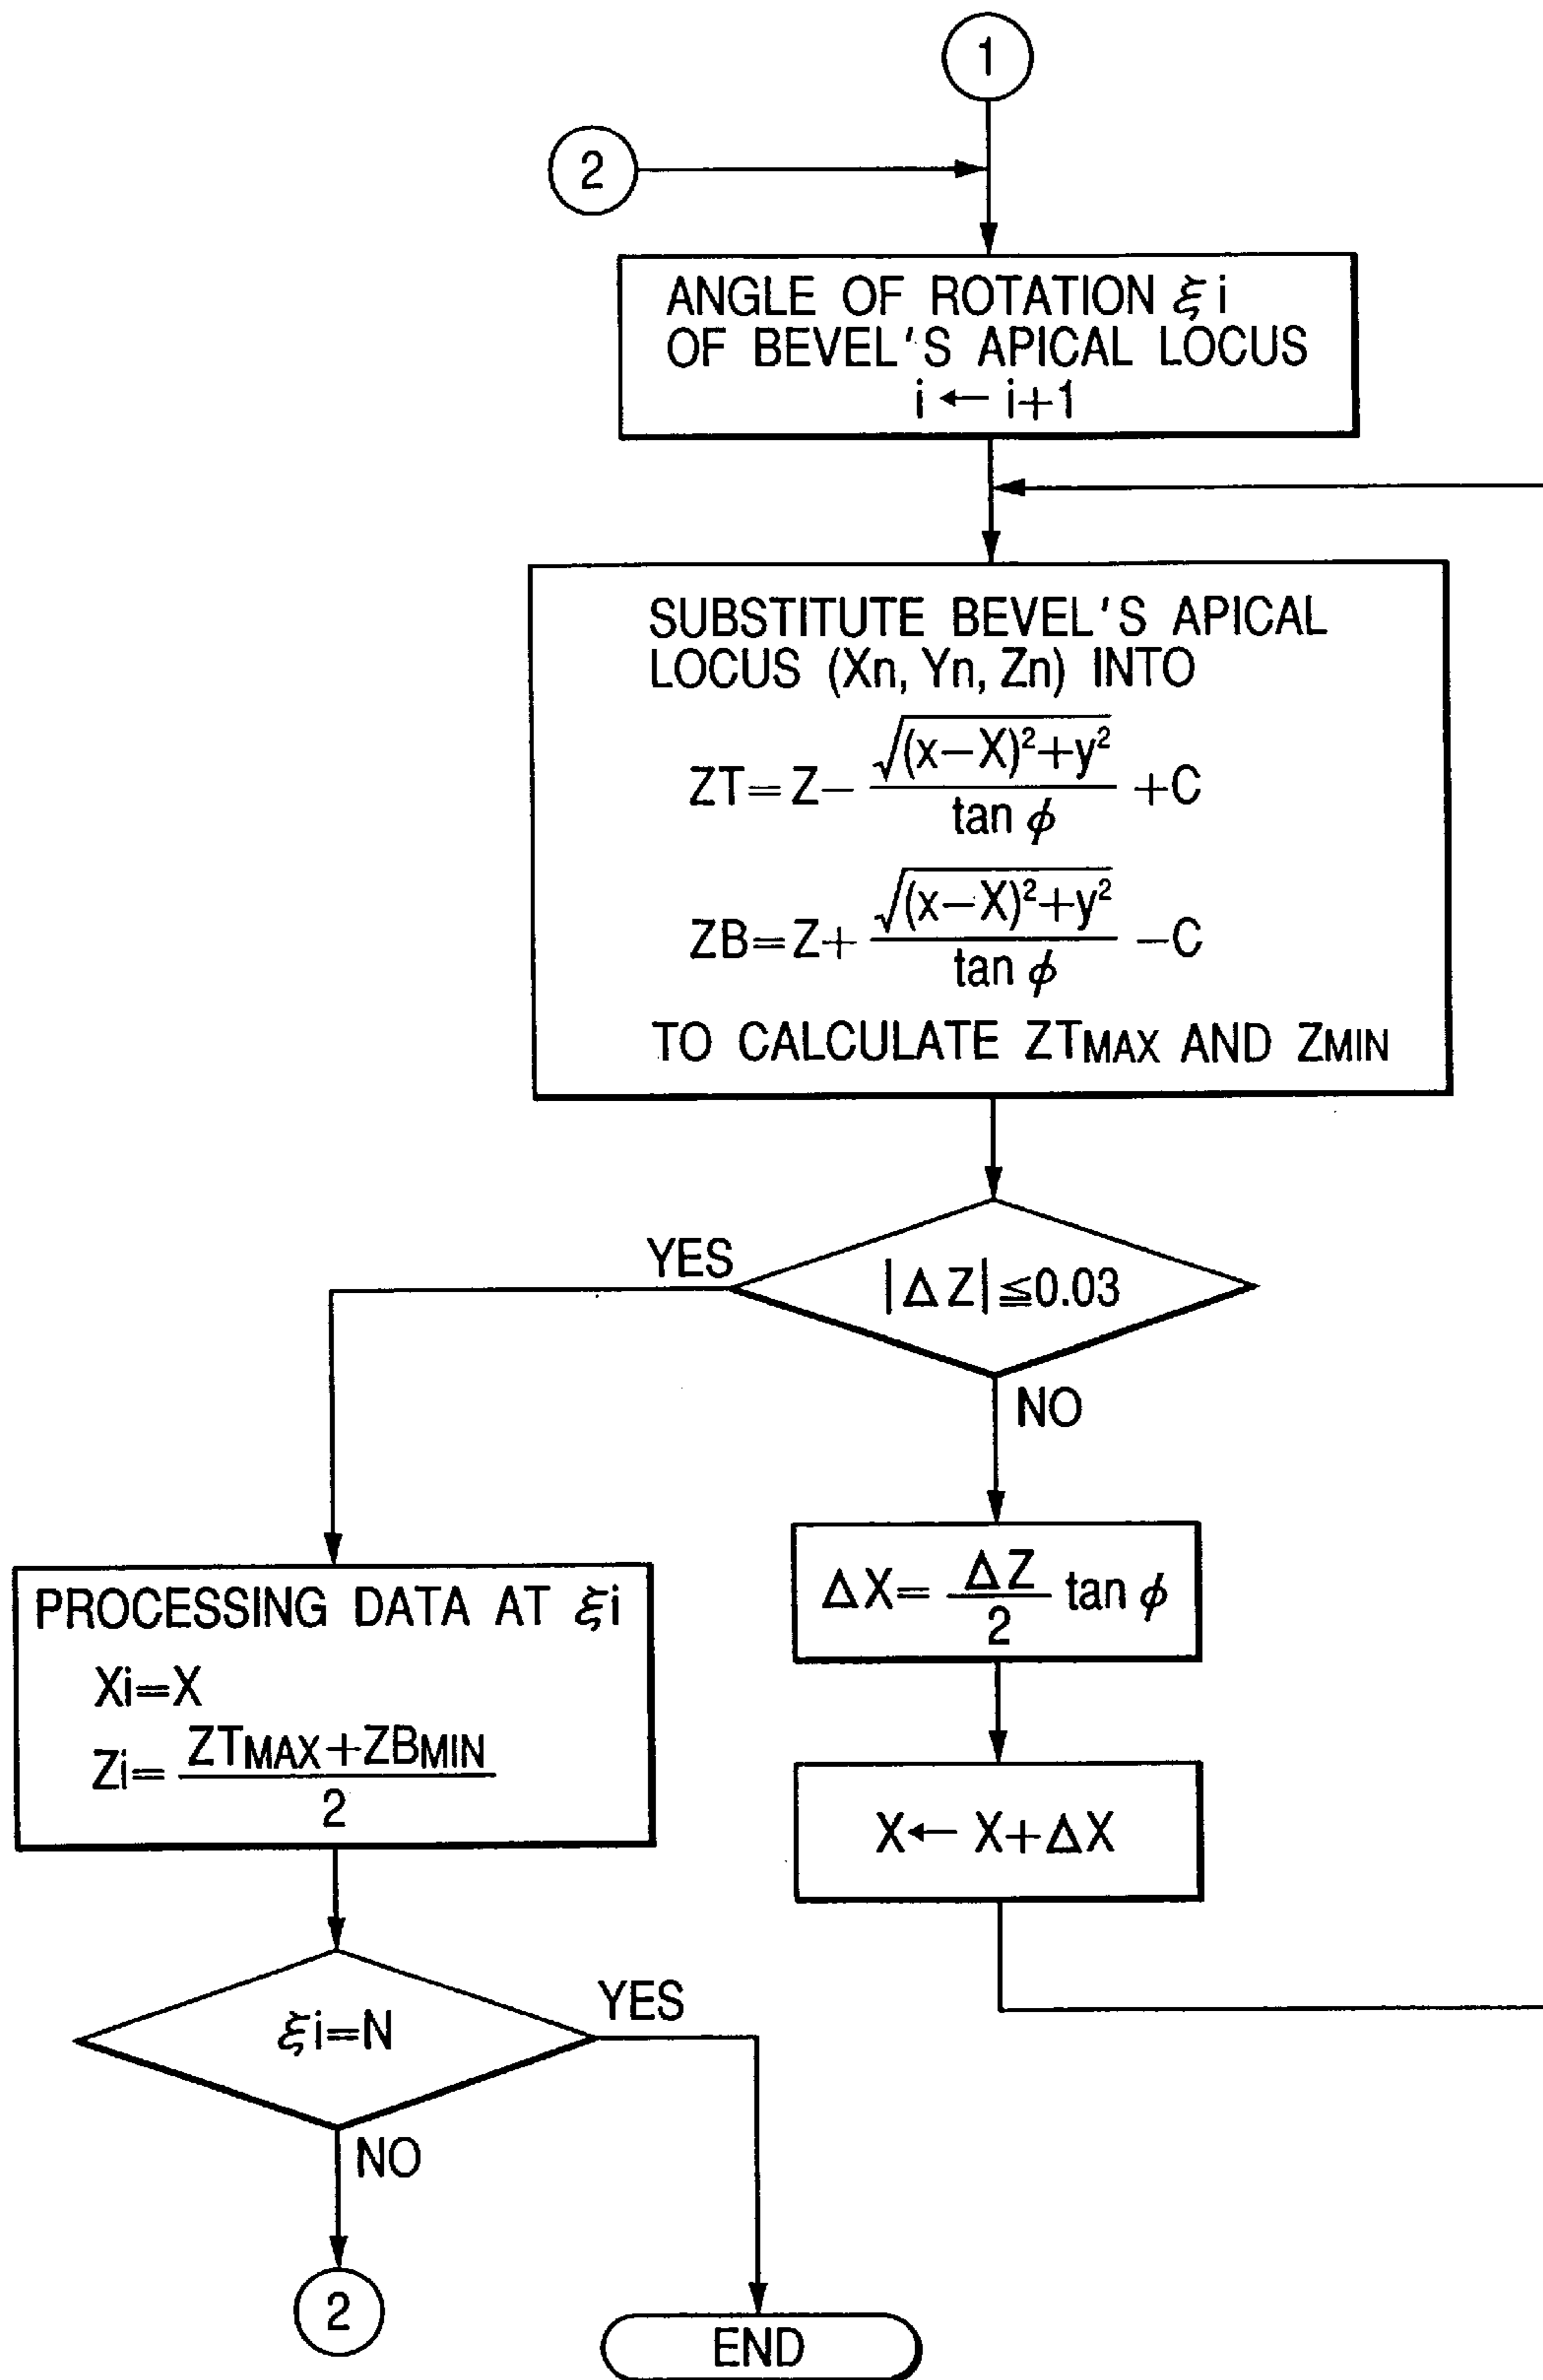 1
2
ANGLE OF ROTATION ξi
OF BEVEL'S APICAL LOCUS
i ← i+1
SUBSTITUTE BEVEL'S APICAL
LOCUS (Xn, Yn, Zn) INTO
ZT=Z−√(x−X)²+y²/tan ϕ +C
ZB=Z+√(x−X)²+y²/tan ϕ −C
TO CALCULATE ZTMAX AND ZMIN
YES
|ΔZ|≦0.03
NO
ΔX=ΔZ/2 tan ϕ
PROCESSING DATA AT ξi
Xi=X
Zi=ZTMAX+ZBMIN/2
X← X+ΔX
YES
ξi=N
NO
2
END